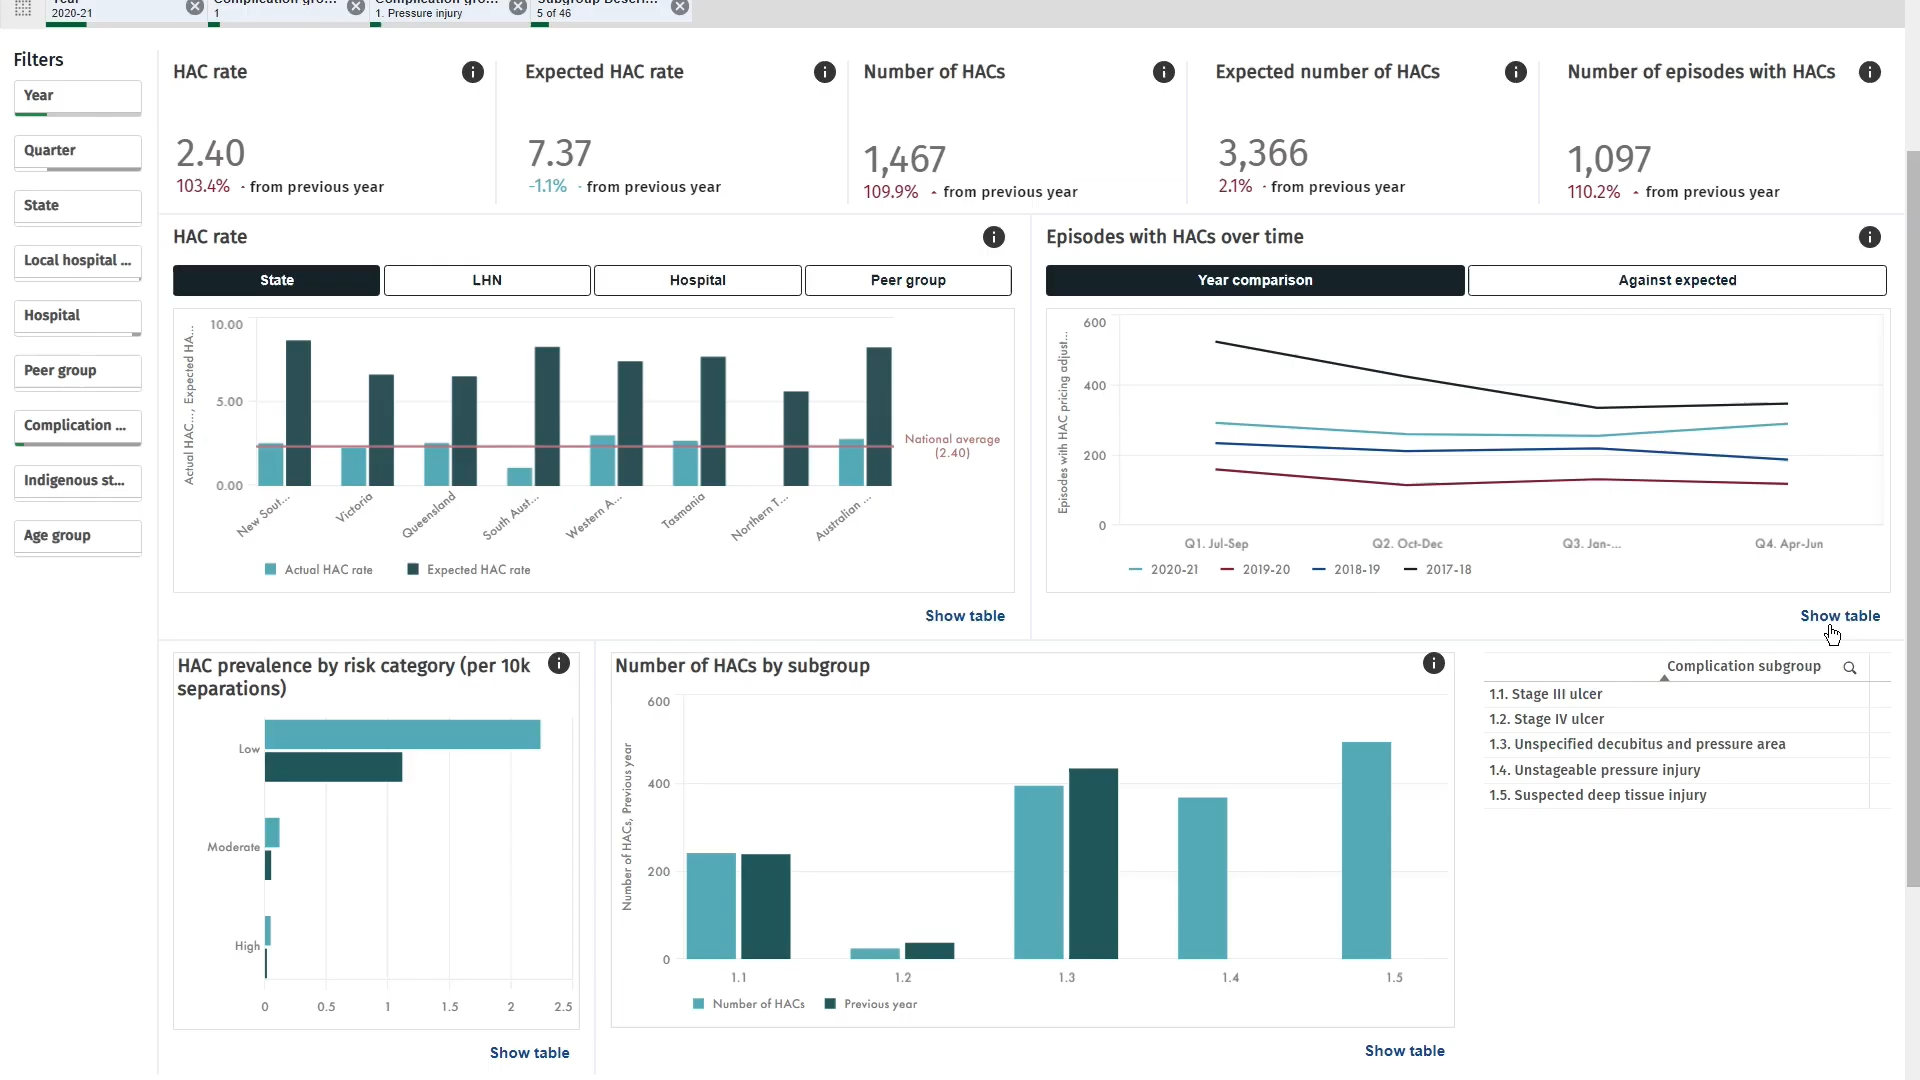 2020-21
1
1. Pressure injury
5 of 46
Filters
Year
Quarter
State
Local hospital ...
Hospital
Peer group
Complication ...
Indigenous st...
Age group
HAC rate
2.40
103.4% from previous year
Expected HAC rate
7.37
-1.1% from previous year
Number of HACs
1,467
109.9% from previous year
Expected number of HACs
3,366
2.1% from previous year
Number of episodes with HACs
1,097
110.2% from previous year
HAC rate
State
LHN
Hospital
Peer group
Actual HAC..., Expected HA...
10.00
5.00
0.00
National average
(2.40)
New Sout...
Victoria
Queensland
South Aust...
Western A...
Tasmania
Northern T...
Australian ...
Actual HAC rate
Expected HAC rate
Show table
Episodes with HACs over time
Year comparison
Against expected
Episodes with HAC pricing adjust...
600
400
200
0
Q1. Jul-Sep
Q2. Oct-Dec
Q3. Jan-...
Q4. Apr-Jun
2020-21
2019-20
2018-19
2017-18
Show table
HAC prevalence by risk category (per 10k
separations)
Low
Moderate
High
0
0.5
1
1.5
2
2.5
Show table
Number of HACs by subgroup
Number of HACs, Previous year
600
400
200
0
1.1
1.2
1.3
1.4
1.5
Number of HACs
Previous year
Show table
Complication subgroup
1.1. Stage III ulcer
1.2. Stage IV ulcer
1.3. Unspecified decubitus and pressure area
1.4. Unstageable pressure injury
1.5. Suspected deep tissue injury